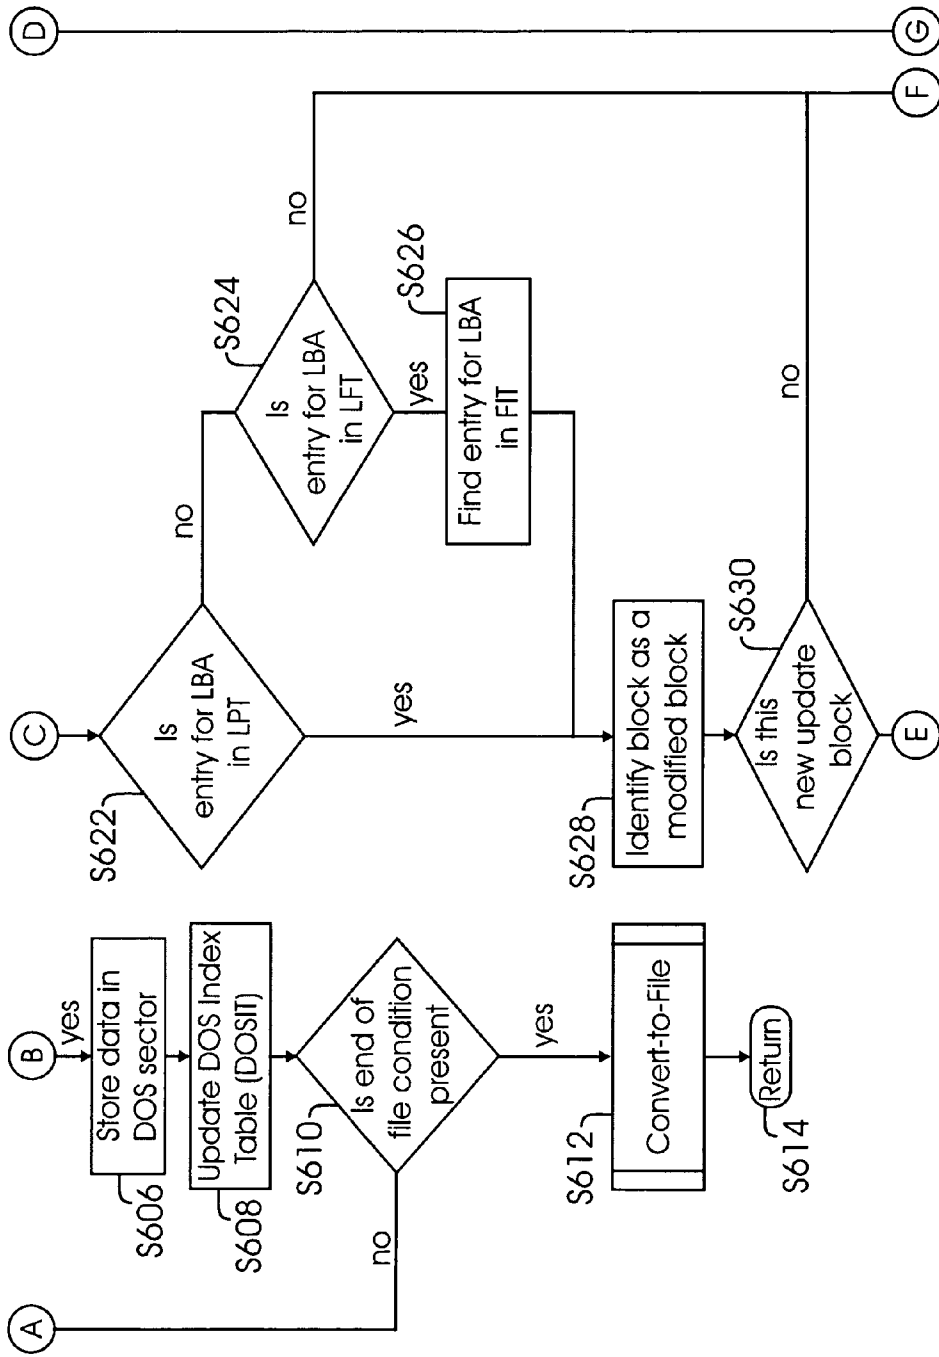 A
B
C
D
yes
Store data in
DOS sector
S606
Update DOS Index
Table (DOSIT)
S608
Is end of
file condition
present
S610
no
yes
Convert-to-File
S612
Return
S614
Is
entry for LBA
in LPT
S622
no
yes
Is
entry for LBA
in LFT
S624
no
yes
Find entry for LBA
in FIT
S626
Identify block as a
modified block
S628
Is this
new update
block
S630
no
E
F
G